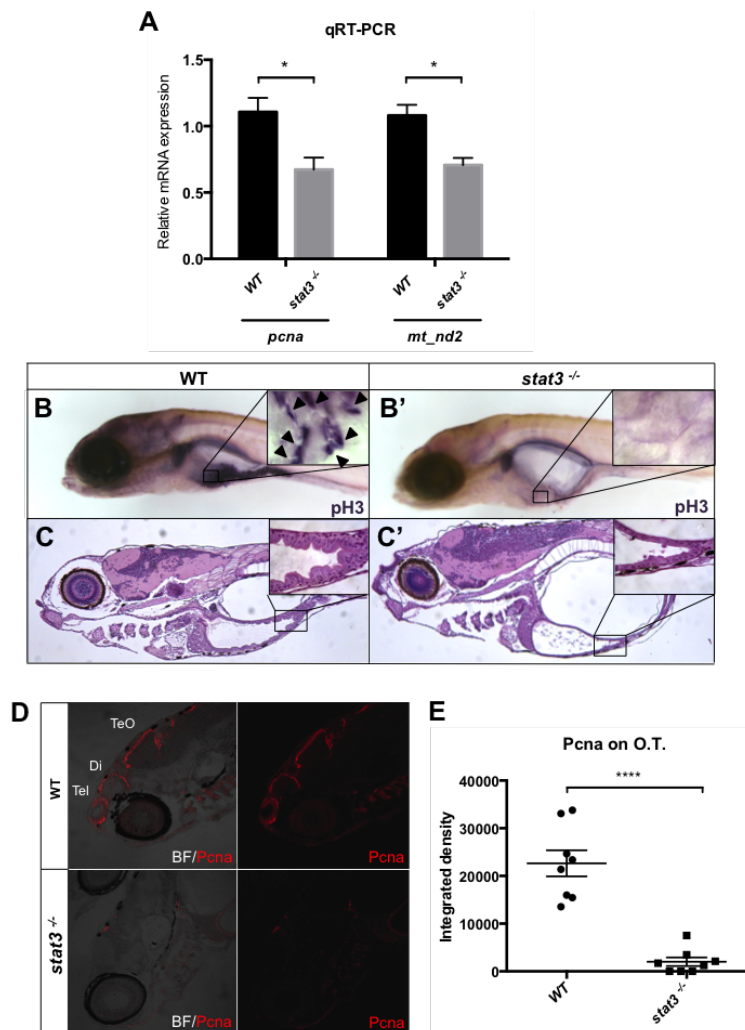 A
qRT-PCR
Relative mRNA expression
1.5
1.0
0.5
0.0
*
*
WT
stat3 -/-
WT
stat3 -/-
pcna
mt_nd2
WT
stat3 -/-
B
pH3
B'
pH3
C
C'
D
WT
TeO
Di
Tel
BF/Pcna
Pcna
stat3 -/-
BF/Pcna
Pcna
E
Pcna on O.T.
Integrated density
40000
30000
20000
10000
0
****
WT
stat3 -/-